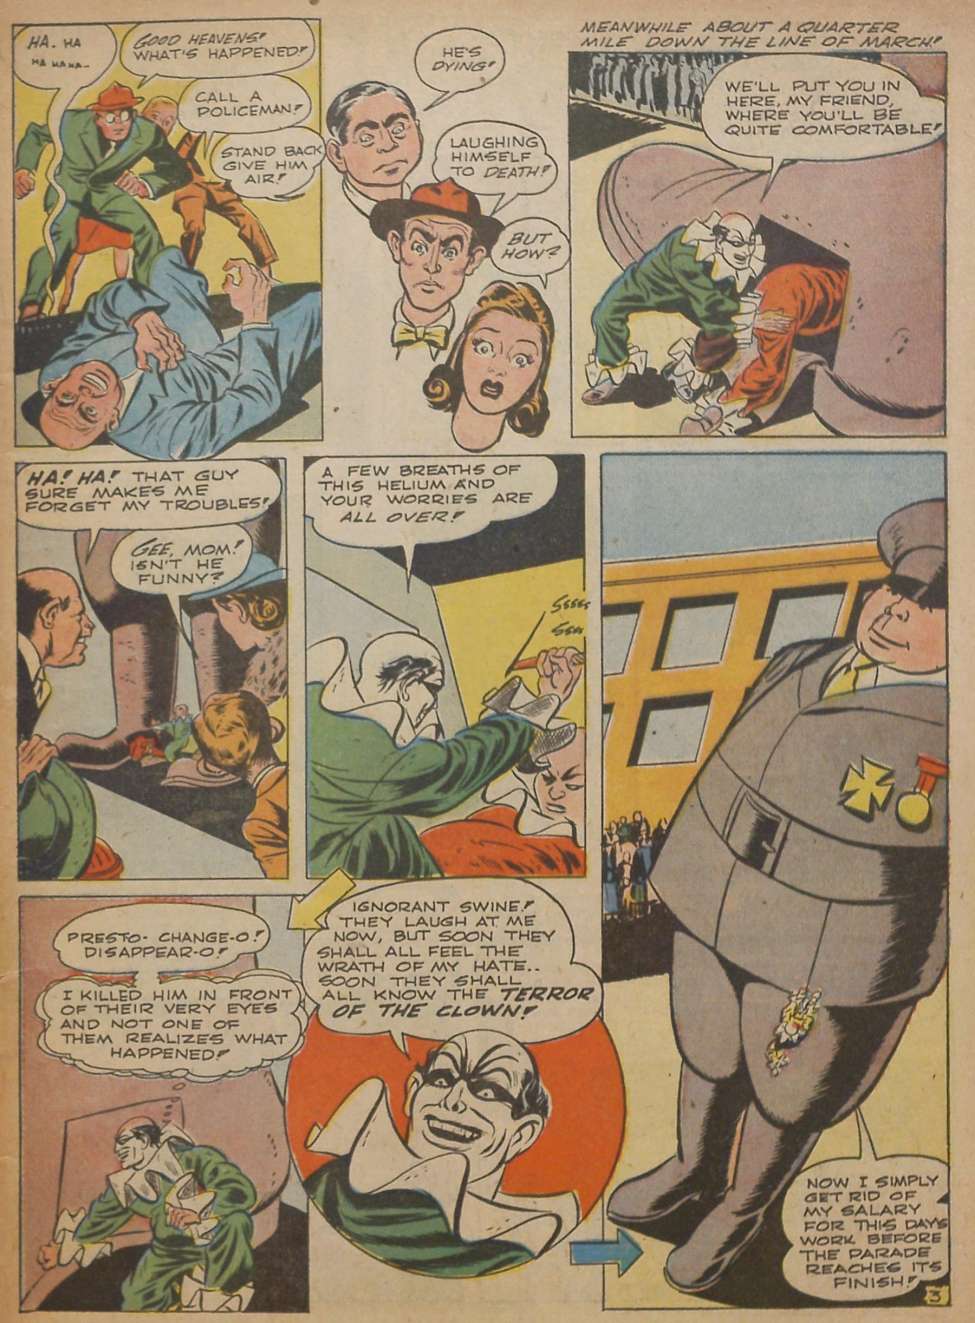 HA. HA
HA HA HA-
GOOD HEAVENS!
WHAT'S HAPPENED!
CALL A
POLICEMAN!
STAND BACK
GIVE HIM
AIR!
HE'S
DYING!
LAUGHING
HIMSELF
TO DEATH!
BUT
HOW?
MEANWHILE ABOUT A QUARTER
MILE DOWN THE LINE OF MARCH!
WE'LL PUT YOU IN
HERE, MY FRIEND,
WHERE YOU'LL BE
QUITE COMFORTABLE!
HA! HA! THAT GUY
SURE MAKES ME
FORGET MY TROUBLES!
GEE, MOM!
ISN'T HE
FUNNY?
A FEW BREATHS OF
THIS HELIUM AND
YOUR WORRIES ARE
ALL OVER!
SSSSS
SSSS
PRESTO- CHANGE-O!
DISAPPEAR-O!
I KILLED HIM IN FRONT
OF THEIR VERY EYES
AND NOT ONE OF
THEM REALIZES WHAT
HAPPENED!
IGNORANT SWINE!
THEY LAUGH AT ME
NOW, BUT SOON THEY
SHALL ALL FEEL THE
WRATH OF MY HATE..
SOON THEY SHALL
ALL KNOW THE TERROR
OF THE CLOWN!
NOW I SIMPLY
GET RID OF
MY SALARY
FOR THIS DAYS
WORK BEFORE
THE PARADE
REACHES ITS
FINISH!
3